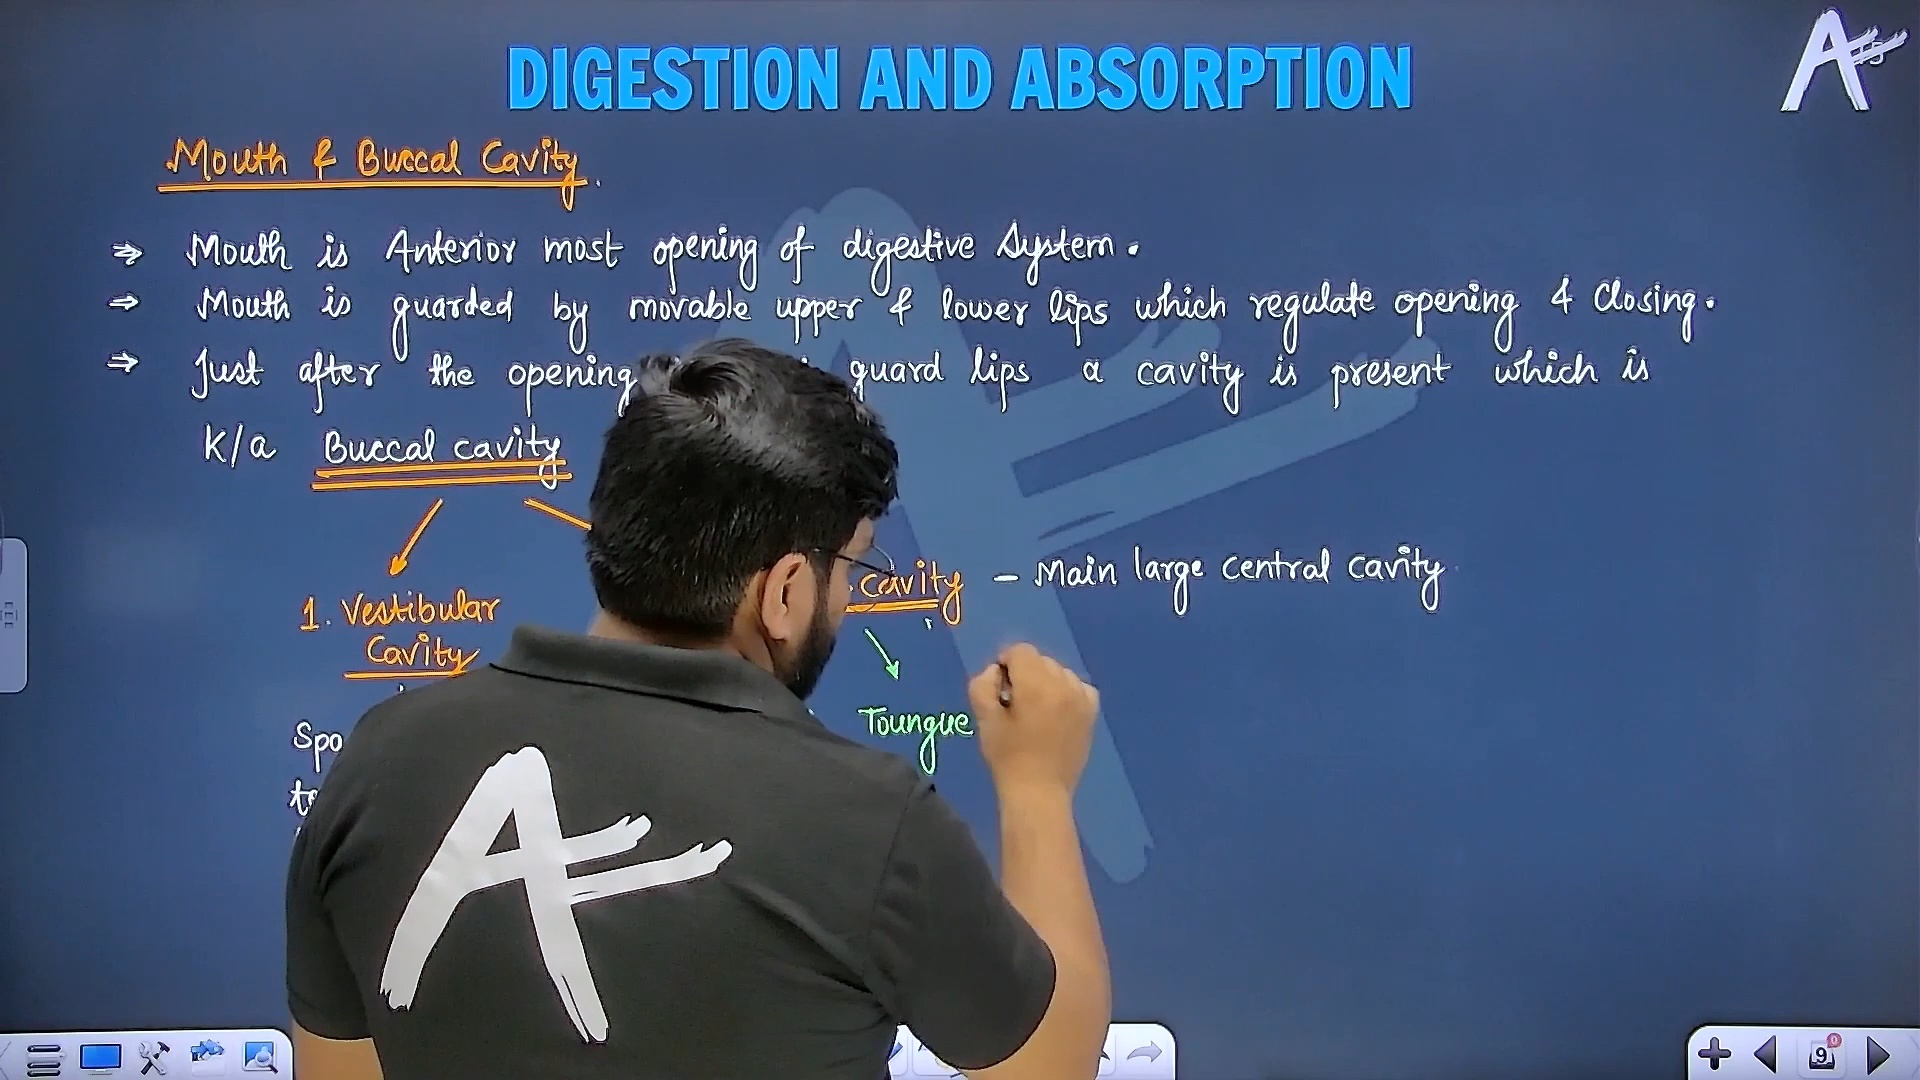 DIGESTION AND ABSORPTION
Mouth & Buccal Cavity.
⇒ Mouth is Anterior most opening of digestive System.
⇒ Mouth is guarded by movable upper & lower lips which regulate opening & Closing.
⇒ Just after the opening guard lips a cavity is present which is
K/a Buccal cavity
cavity – Main large central cavity
1. Vestibular
Cavity
Toungue
9